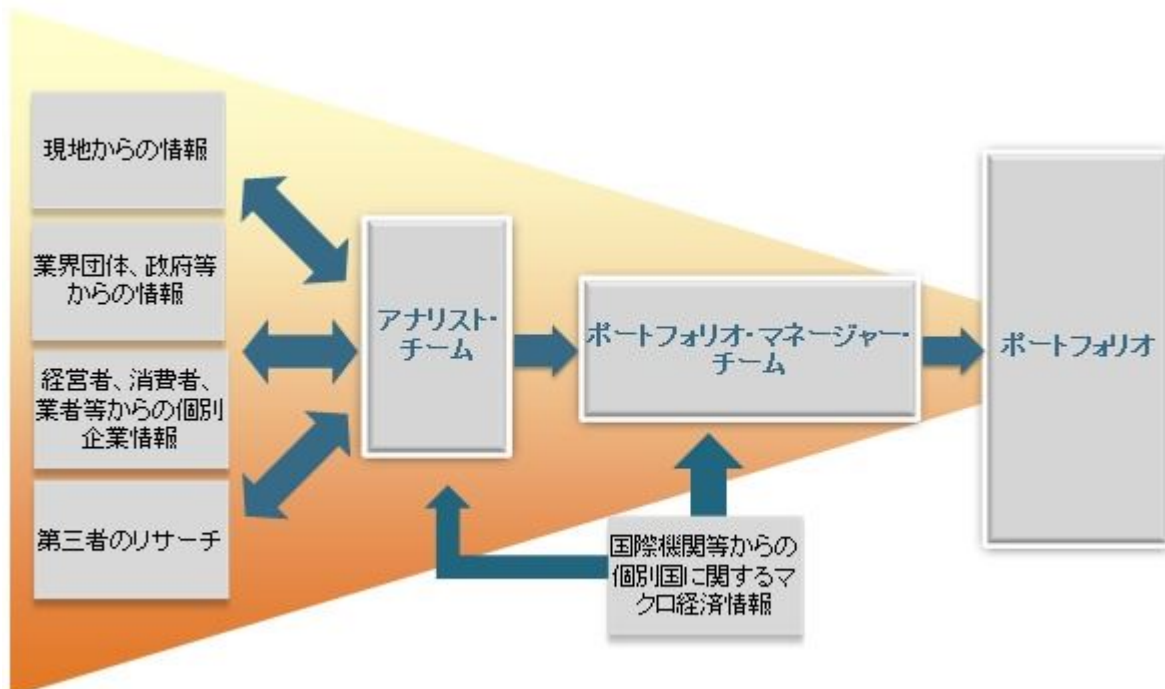 現地からの情報
業界団体、政府等
からの情報
経営者、消費者、
業者等からの個別
企業情報
第三者のリサーチ
アナリスト・
チーム
ポートフォリオ・マネージャー・
チーム
ポートフォリオ
国際機関等からの
個別国に関するマ
クロ経済情報